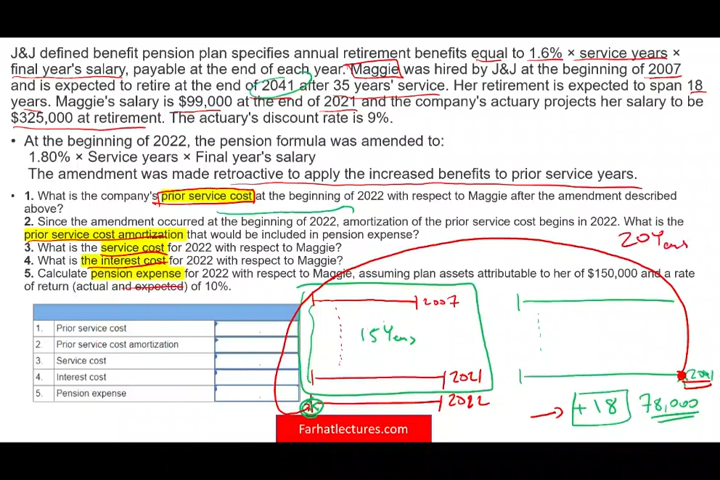 J&J defined benefit pension plan specifies annual retirement benefits equal to 1.6% × service years ×
final year's salary, payable at the end of each year. Maggie was hired by J&J at the beginning of 2007
and is expected to retire at the end of 2041 after 35 years' service. Her retirement is expected to span 18
years. Maggie's salary is $99,000 at the end of 2021 and the company's actuary projects her salary to be
$325,000 at retirement. The actuary's discount rate is 9%.
• At the beginning of 2022, the pension formula was amended to:
1.80% × Service years × Final year's salary
The amendment was made retroactive to apply the increased benefits to prior service years.
• 1. What is the company's prior service cost at the beginning of 2022 with respect to Maggie after the amendment described
above?
2. Since the amendment occurred at the beginning of 2022, amortization of the prior service cost begins in 2022. What is the
prior service cost amortization that would be included in pension expense?
3. What is the service cost for 2022 with respect to Maggie?
4. What is the interest cost for 2022 with respect to Maggie?
5. Calculate pension expense for 2022 with respect to Maggie, assuming plan assets attributable to her of $150,000 and a rate
of return (actual and expected) of 10%.
20 Years
1. Prior service cost
2. Prior service cost amortization
3. Service cost
4. Interest cost
5. Pension expense
2007
15 Years
2021
2022
2041
+18
78,000
Farhatlectures.com